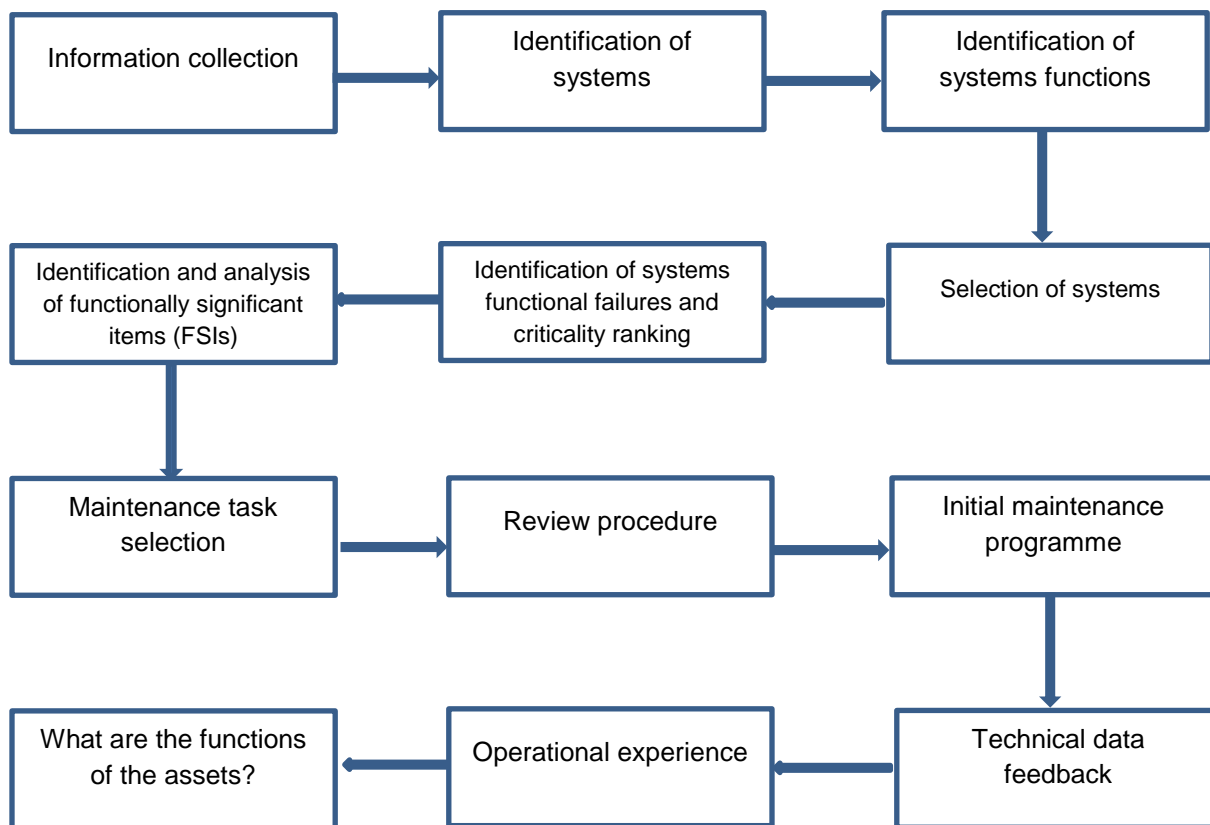 Information collection
Identification of
systems
Identification of
systems functions
Selection of systems
Identification of systems
functional failures and
criticality ranking
Identification and analysis
of functionally significant
items (FSIs)
Maintenance task
selection
Review procedure
Initial maintenance
programme
Technical data
feedback
Operational experience
What are the functions
of the assets?